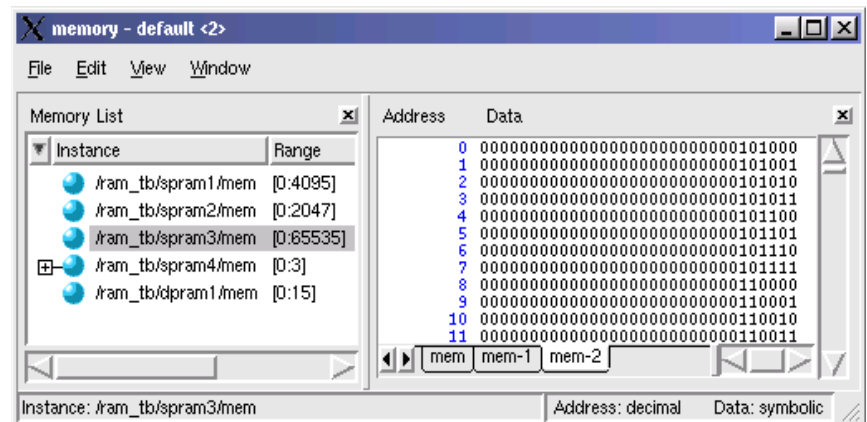 memory - default <2>
File Edit View Window
Memory List
Instance Range
/ram_tb/spram1/mem [0:4095]
/ram_tb/spram2/mem [0:2047]
/ram_tb/spram3/mem [0:65535]
/ram_tb/spram4/mem [0:3]
/ram_tb/dpram1/mem [0:15]
Address Data
0 00000000000000000000000000101000
1 00000000000000000000000000101001
2 00000000000000000000000000101010
3 00000000000000000000000000101011
4 00000000000000000000000000101100
5 00000000000000000000000000101101
6 00000000000000000000000000101110
7 00000000000000000000000000101111
8 00000000000000000000000000110000
9 00000000000000000000000000110001
10 00000000000000000000000000110010
11 00000000000000000000000000110011
mem mem-1 mem-2
Instance: /ram_tb/spram3/mem Address: decimal Data: symbolic